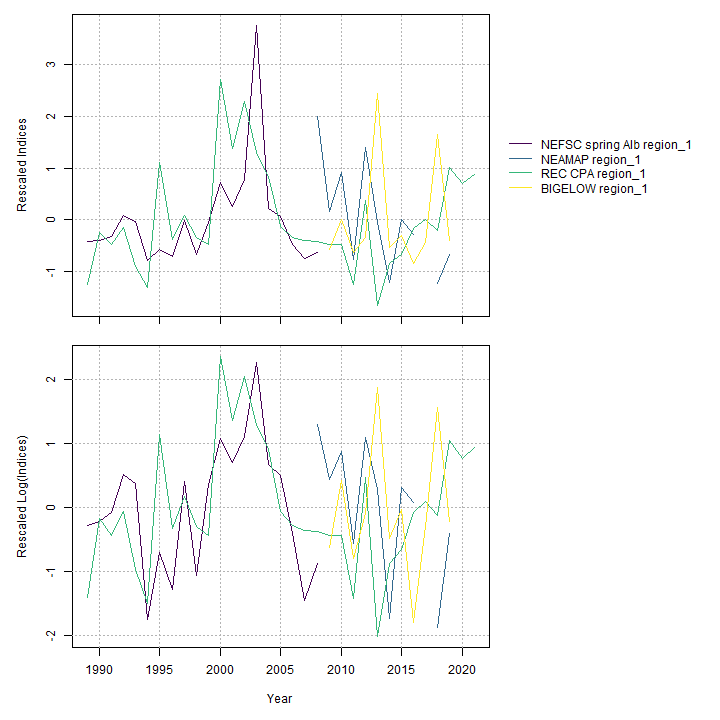 3
2
1
0
-1
Rescaled Indices
NEFSC spring Alb region_1
NEAMAP region_1
REC CPA region_1
BIGELOW region_1
2
1
0
-1
-2
Rescaled Log(Indices)
1990 1995 2000 2005 2010 2015 2020
Year